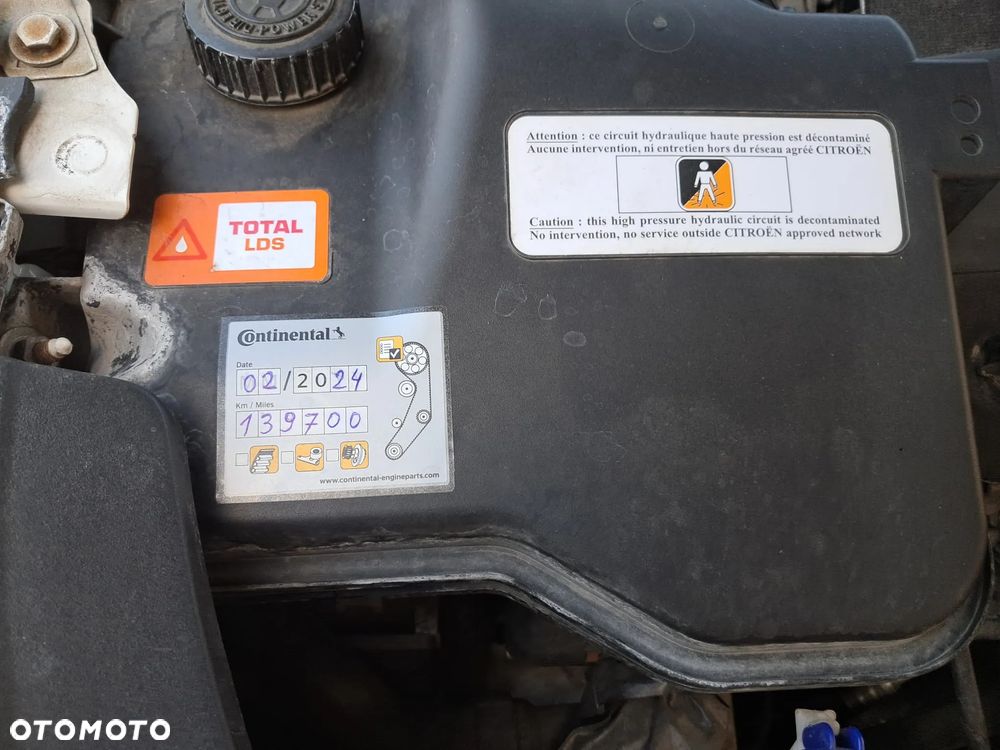 Attention : ce circuit hydraulique haute pression est décontaminé
Aucune intervention, ni entretien hors du réseau agréé CITROËN
Caution : this high pressure hydraulic circuit is decontaminated
No intervention, no service outside CITROËN approved network
TOTAL
LDS
Continental
Date
02/2024
Km / Miles
139700
www.continental-engineparts.com
OTOMOTO